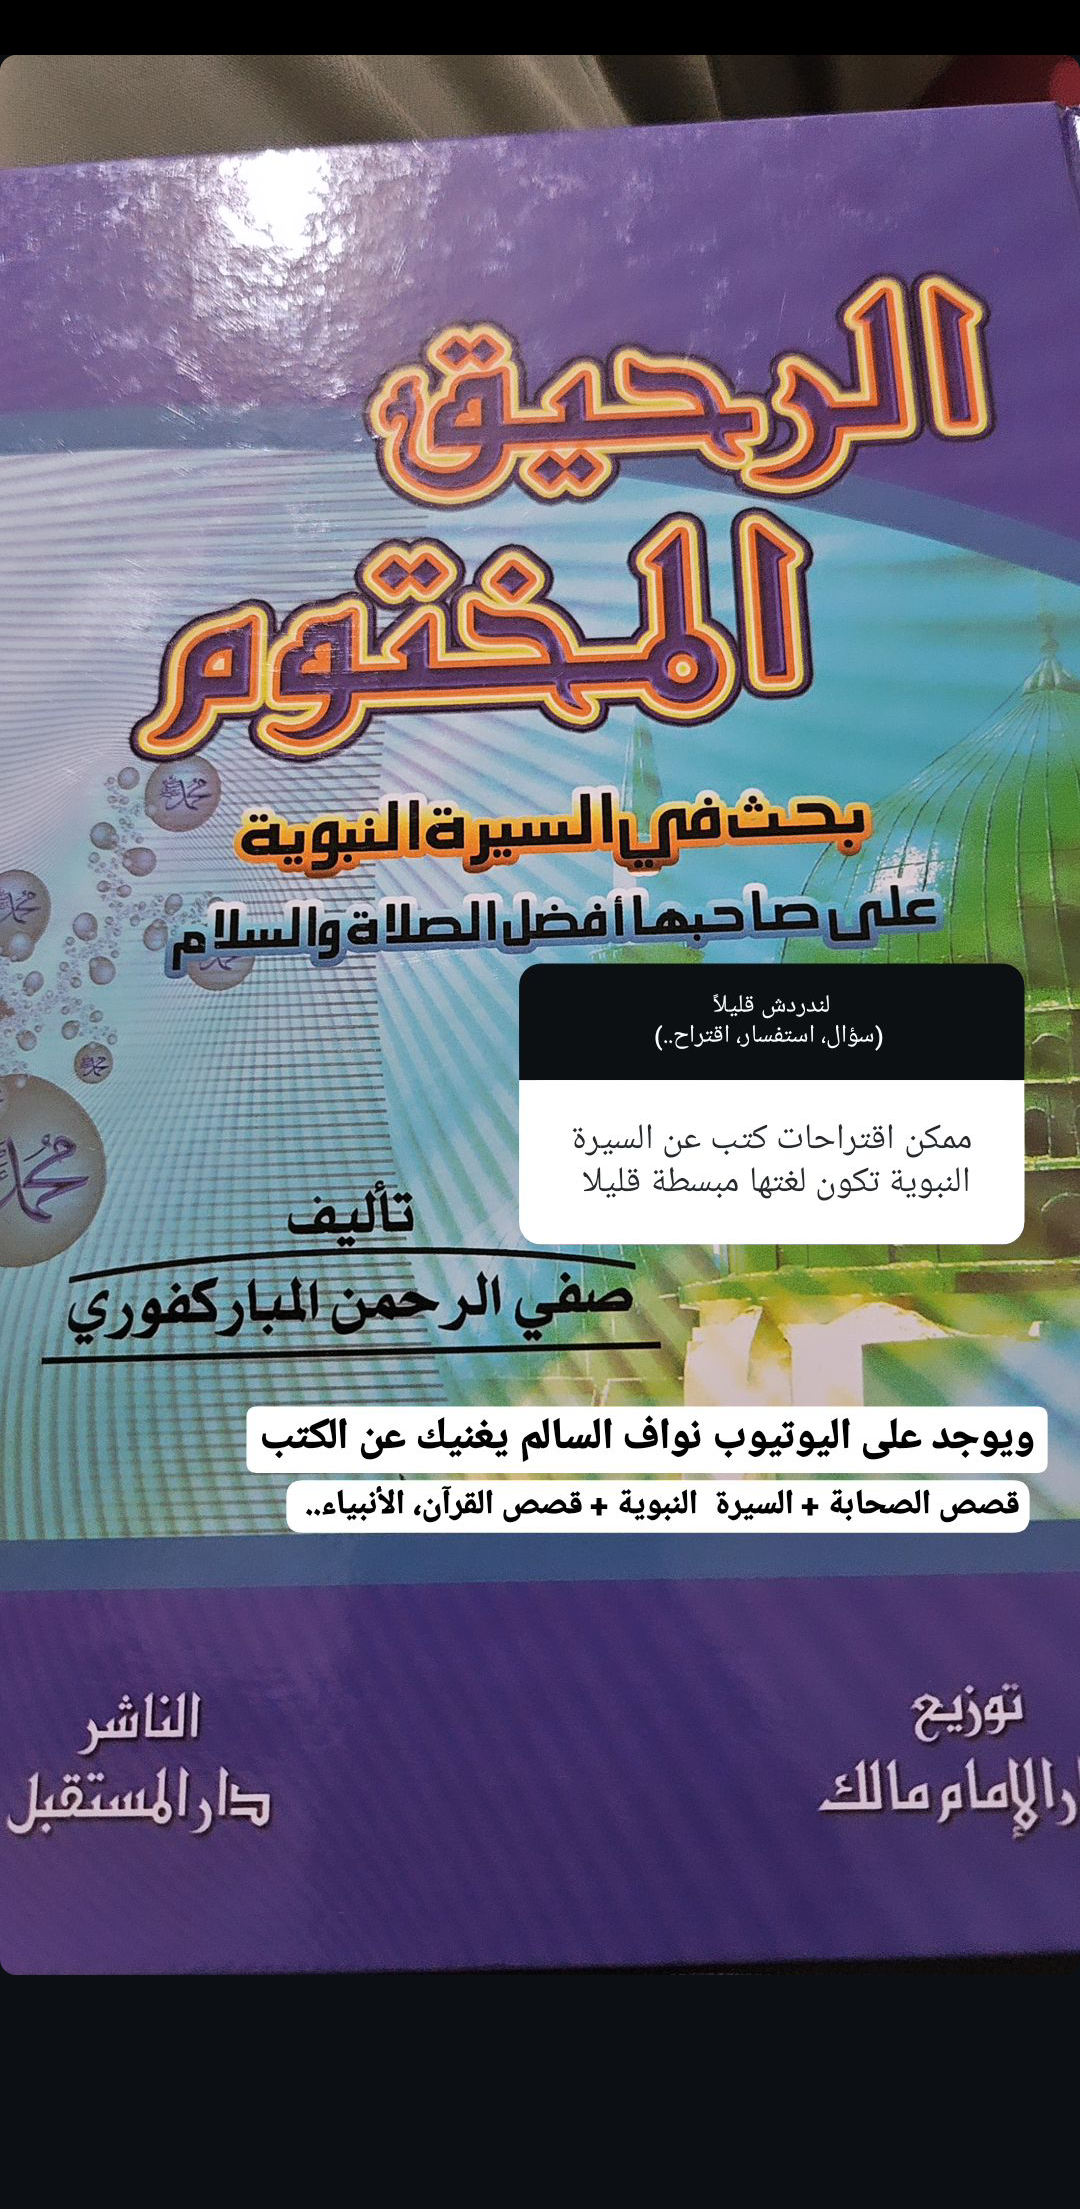 الرحيق
المختوم
بحث في السيرة النبوية
على صاحبها أفضل الصلاة والسلام
لندردش قليلاً
(سؤال، استفسار، اقتراح..)
ممكن اقتراحات كتب عن السيرة
النبوية تكون لغتها مبسطة قليلا
تأليف
صفي الرحمن المباركفوري
ويوجد على اليوتيوب نواف السالم يغنيك عن الكتب
قصص الصحابة + السيرة النبوية + قصص القرآن، الأنبياء..
توزيع
ار الإمام مالك
الناشر
دار المستقبل
محمد